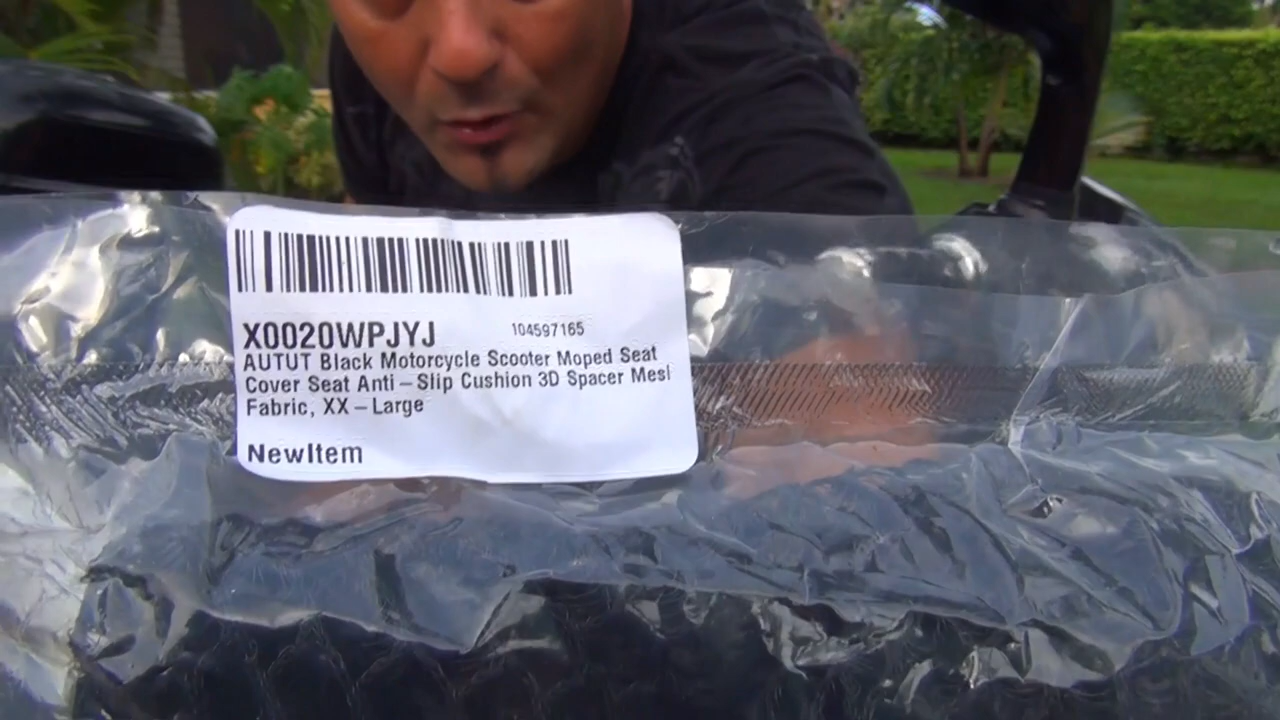 X0020WPJYJ 104597165
AUTUT Black Motorcycle Scooter Moped Seat
Cover Seat Anti – Slip Cushion 3D Spacer Mesl
Fabric, XX – Large
NewItem